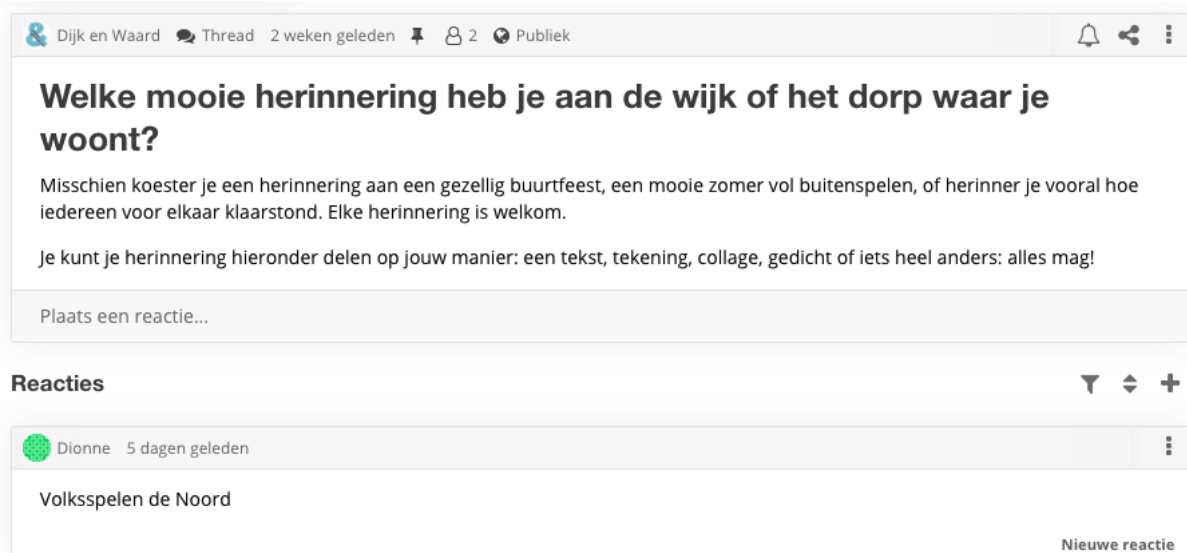 Dijk en Waard Thread 2 weken geleden 2 Publiek
Welke mooie herinnering heb je aan de wijk of het dorp waar je
woont?
Misschien koester je een herinnering aan een gezellig buurtfeest, een mooie zomer vol buitenspelen, of herinner je vooral hoe
iedereen voor elkaar klaarstond. Elke herinnering is welkom.
Je kunt je herinnering hieronder delen op jouw manier: een tekst, tekening, collage, gedicht of iets heel anders: alles mag!
Plaats een reactie...
Reacties
Dionne 5 dagen geleden
Volksspelen de Noord
Nieuwe reactie